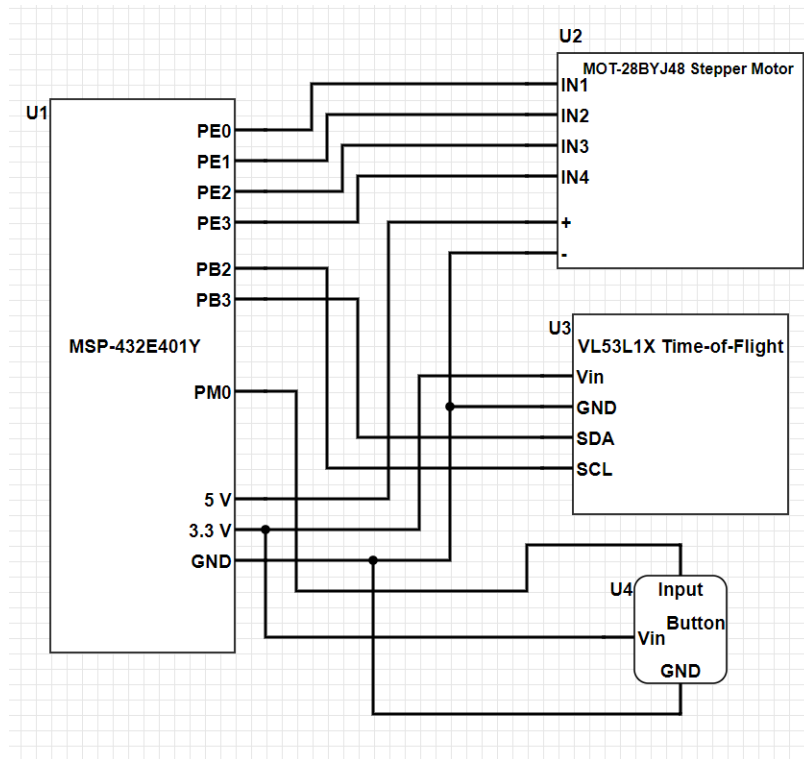 U2
MOT-28BYJ48 Stepper Motor
IN1
IN2
IN3
IN4
+
-
U1
PE0
PE1
PE2
PE3
PB2
PB3
MSP-432E401Y
PM0
5 V
3.3 V
GND
U3
VL53L1X Time-of-Flight
Vin
GND
SDA
SCL
U4
Input
Button
Vin
GND